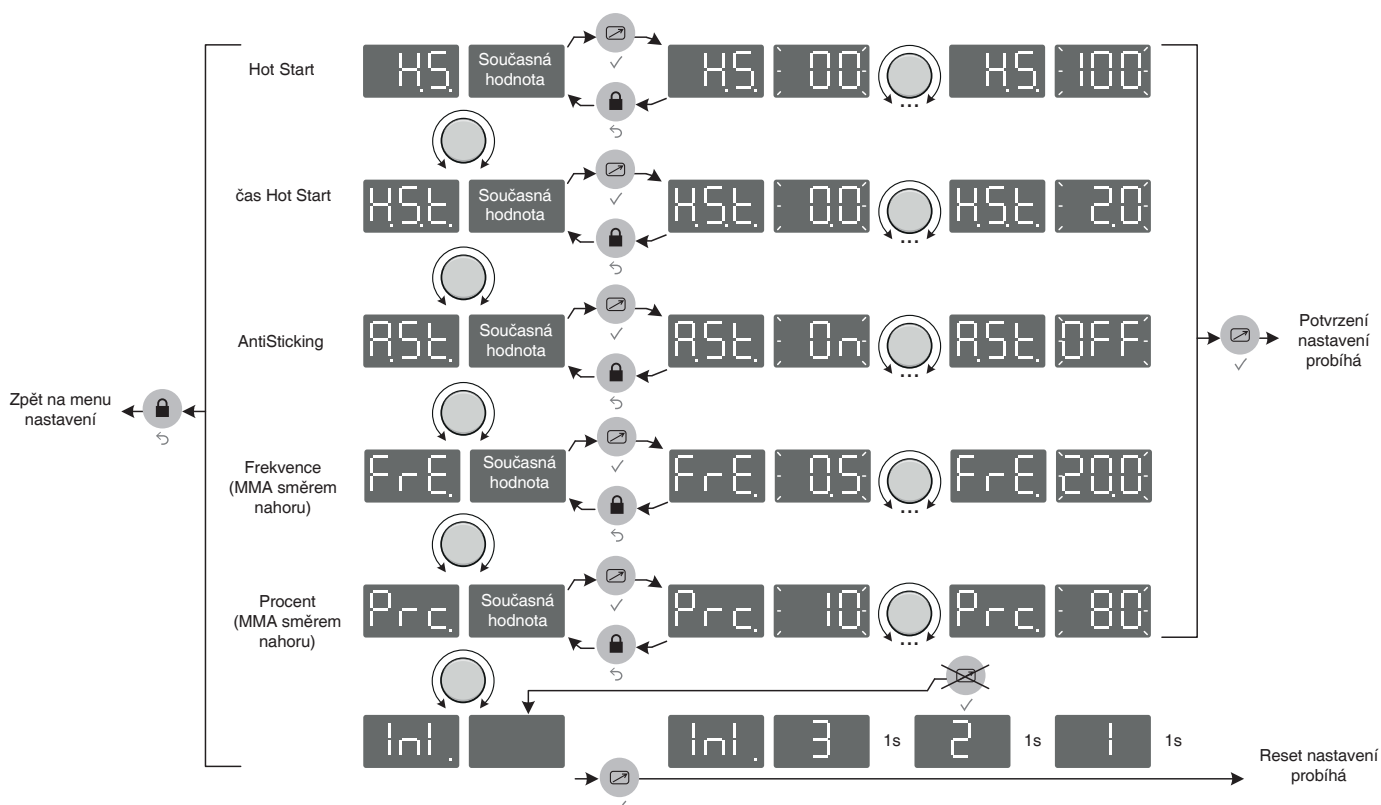 Hot Start
H.S.
Současná
hodnota
H.S.
00
...
H.S.
100
čas Hot Start
H.S.t.
Současná
hodnota
H.S.t.
0.0
...
H.S.t.
2.0
AntiSticking
A.St.
Současná
hodnota
A.St.
On
...
A.St.
OFF
Zpět na menu
nastavení
Potvrzení
nastavení
probíhá
Frekvence
(MMA směrem
nahoru)
FrE.
Současná
hodnota
FrE.
0.5
...
FrE.
20.0
Procent
(MMA směrem
nahoru)
Prc.
Současná
hodnota
Prc.
10
...
Prc.
80
InI.
InI.
3
1s
2
1s
1
1s
Reset nastavení
probíhá